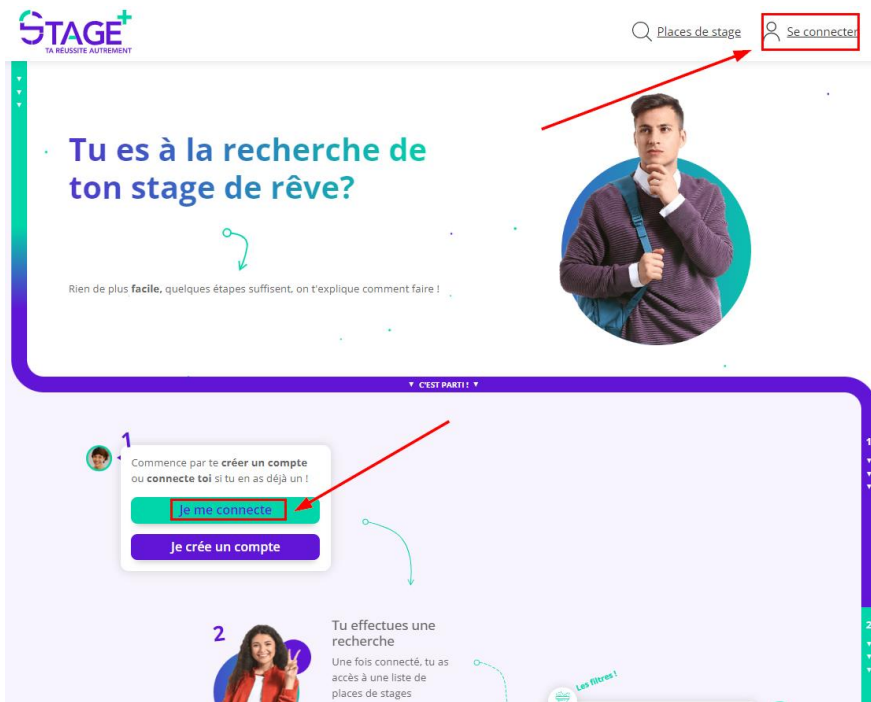 STAGE+
TA RÉUSSITE AUTREMENT
Places de stage
Se connecter
Tu es à la recherche de
ton stage de rêve?
Rien de plus facile, quelques étapes suffisent, on t'explique comment faire !
C'EST PARTI !
1
1
Commence par te créer un compte
ou connecte toi si tu en as déjà un !
Je me connecte
Je crée un compte
2
Tu effectues une
recherche
2
Une fois connecté, tu as
accès à une liste de
places de stages
Les filtres !